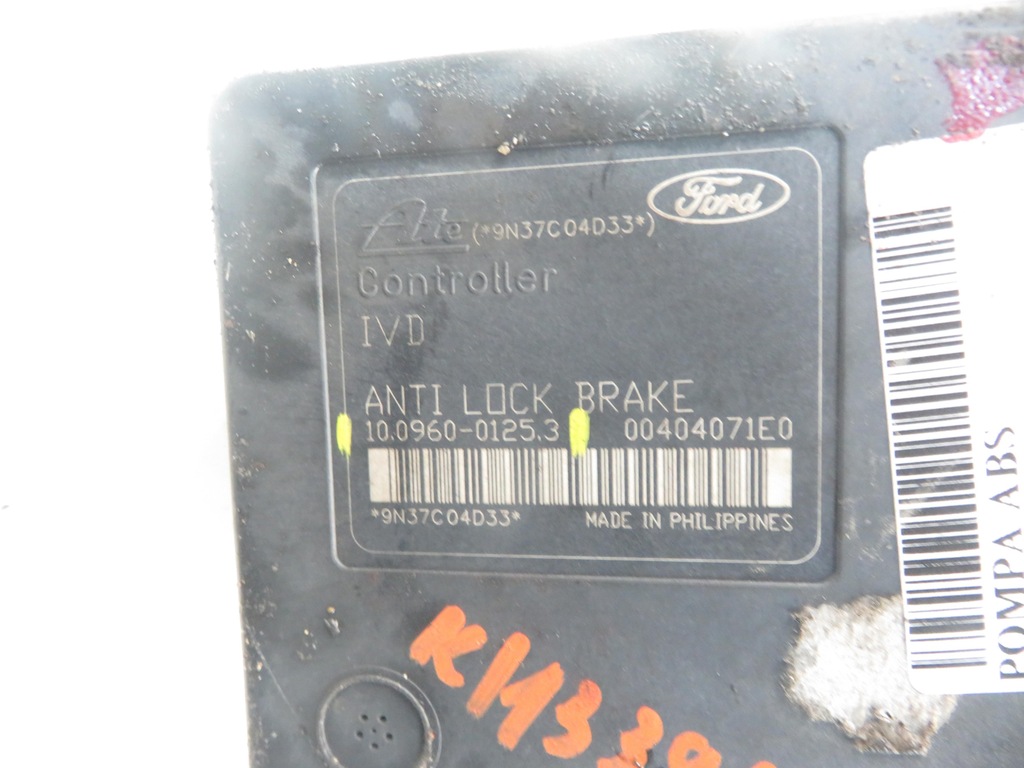 Ford
Ate (*9N37C04D33*)
Controller
IVD
ANTI LOCK BRAKE
10.0960-0125.3 00404071E0
*9N37C04D33* MADE IN PHILIPPINES
POMPA ABS